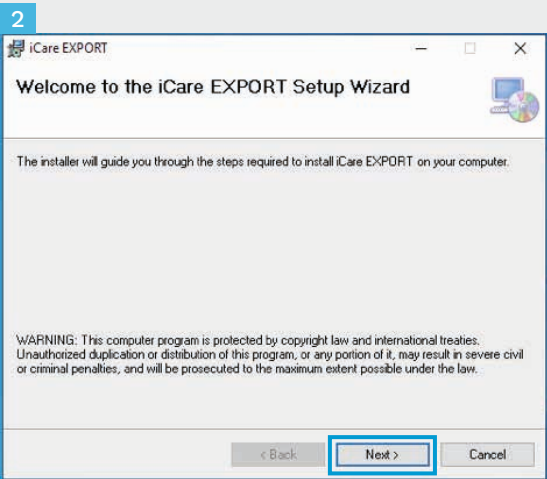 2
iCare EXPORT
Welcome to the iCare EXPORT Setup Wizard
The installer will guide you through the steps required to install iCare EXPORT on your computer.
WARNING: This computer program is protected by copyright law and international treaties.
Unauthorized duplication or distribution of this program, or any portion of it, may result in severe civil
or criminal penalties, and will be prosecuted to the maximum extent possible under the law.
< Back
Next >
Cancel